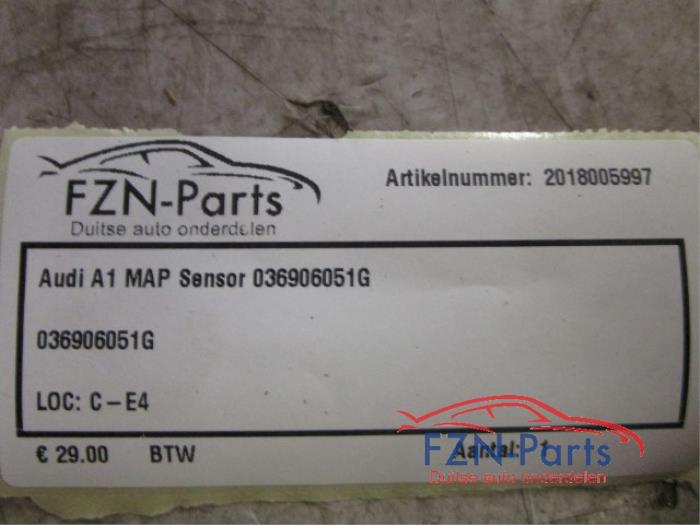 FZN-Parts
Duitse auto onderdelen
Artikelnummer: 2018005997
Audi A1 MAP Sensor 036906051G
036906051G
LOC: C-E4
€ 29.00 BTW Aantal: 1
FZN-Parts
Duitse auto onderdelen